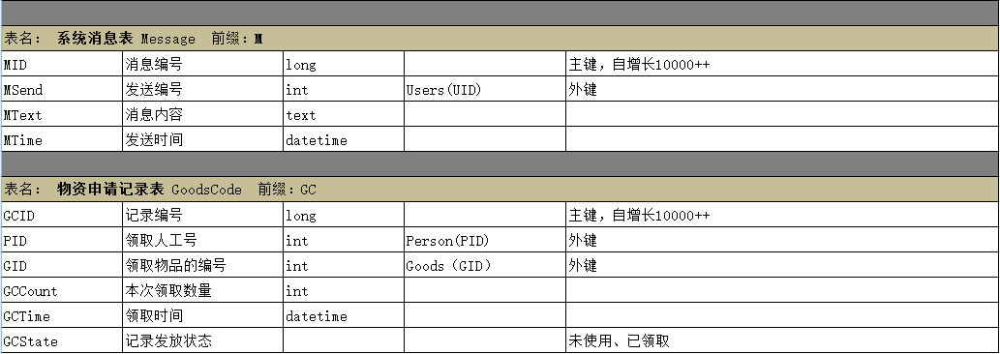 表名： 系统消息表 Message 前缀：M
MID 消息编号 long 主键，自增长10000++
MSend 发送编号 int Users(UID) 外键
MText 消息内容 text
MTime 发送时间 datetime
表名： 物资申请记录表 GoodsCode 前缀：GC
GCID 记录编号 long 主键，自增长10000++
PID 领取人工号 int Person(PID) 外键
GID 领取物品的编号 int Goods（GID） 外键
GCCount 本次领取数量 int
GCTime 领取时间 datetime
GCState 记录发放状态 未使用、已领取